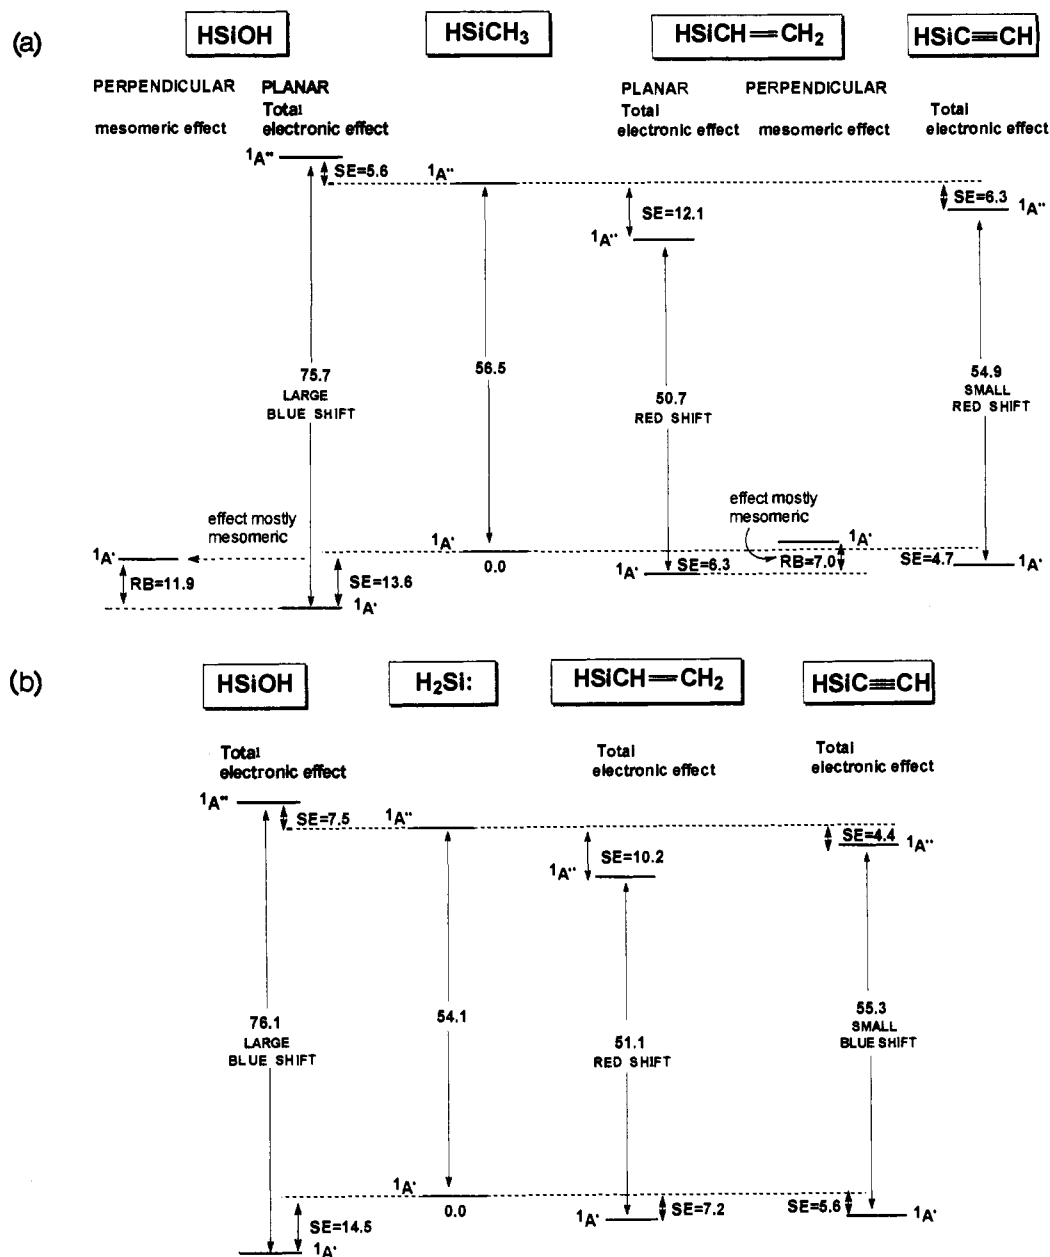 (a)
HSiOH
HSiCH₃
HSiCH═CH₂
HSiC≡CH
PERPENDICULAR
mesomeric effect
PLANAR
Total
electronic effect
PLANAR
Total
electronic effect
PERPENDICULAR
mesomeric effect
Total
electronic effect
¹A"
SE=5.6
¹A"
SE=12.1
¹A"
SE=6.3
¹A"
75.7
LARGE
BLUE SHIFT
56.5
50.7
RED SHIFT
54.9
SMALL
RED SHIFT
effect mostly
mesomeric
¹A'
RB=11.9
SE=13.6
¹A'
¹A'
0.0
effect mostly
mesomeric
¹A'
SE=6.3
RB=7.0
¹A'
SE=4.7
¹A'
(b)
HSiOH
H₂Si:
HSiCH═CH₂
HSiC≡CH
Total
electronic effect
Total
electronic effect
Total
electronic effect
¹A"
SE=7.5
¹A"
SE=10.2
¹A"
SE=4.4
¹A"
76.1
LARGE
BLUE SHIFT
54.1
51.1
RED SHIFT
55.3
SMALL
BLUE SHIFT
SE=14.5
¹A'
¹A'
0.0
¹A'
SE=7.2
SE=5.6
¹A'